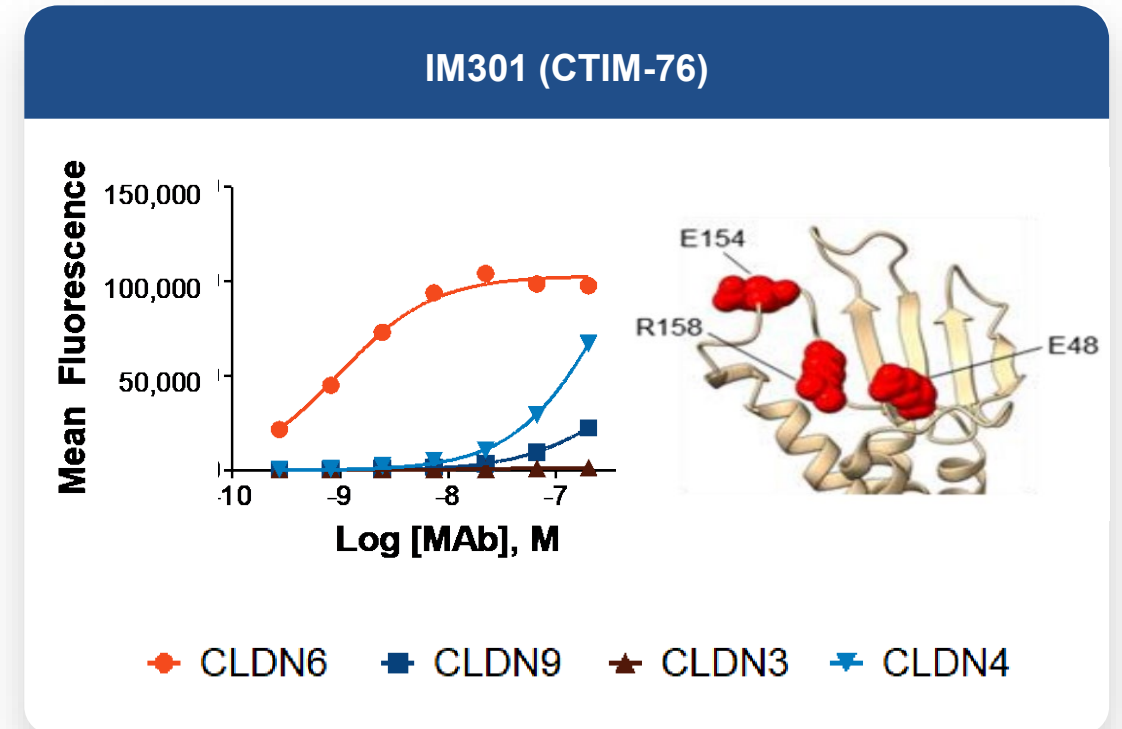 IM301 (CTIM-76)
Mean Fluorescence
150,000
100,000
50,000
-10 -9 -8 -7
Log [MAb], M
E154
R158
E48
CLDN6 CLDN9 CLDN3 CLDN4